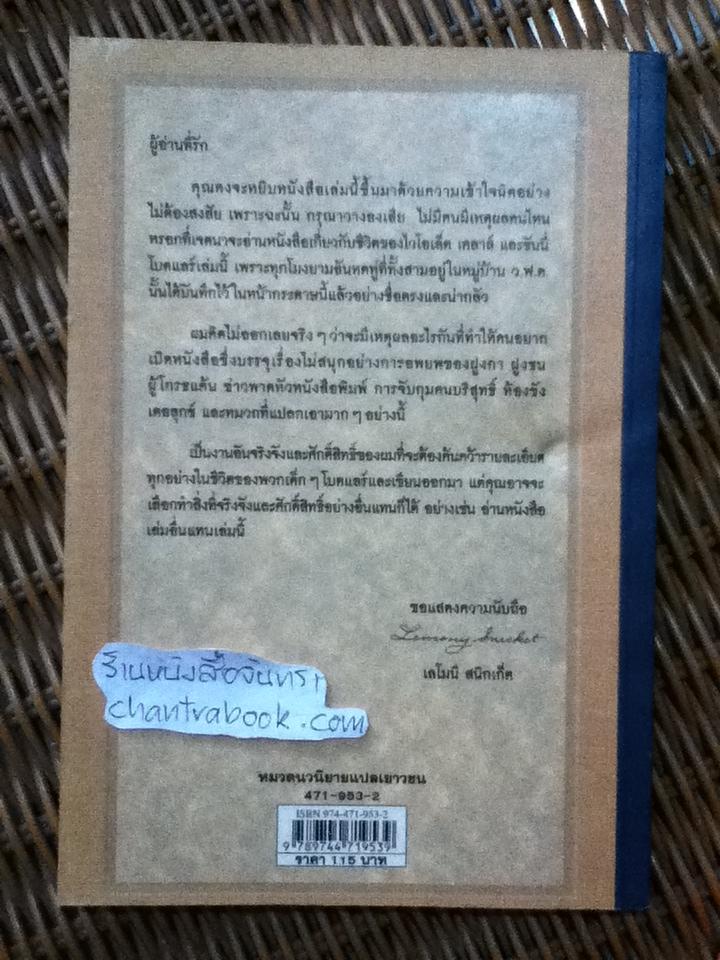 ผู้อ่านที่รัก
คุณคงจะหยิบหนังสือเล่มนี้ขึ้นมาด้วยความเข้าใจผิดอย่าง
ไม่ต้องสงสัย เพราะฉะนั้น กรุณาวางลงเสีย ไม่มีคนมีเหตุผลคนไหน
หรอกที่เจตนาจะอ่านหนังสือเกี่ยวกับชีวิตของไวโอเล็ต เคลาส์ และซันนี่
โบดแลร์เล่มนี้ เพราะทุกโมงยามอันหดหู่ที่ทั้งสามอยู่ในหมู่บ้าน ว.ฟ.ด.
นั้นได้บันทึกไว้ในหน้ากระดาษนี้แล้วอย่างซื่อตรงและน่ากลัว
ผมคิดไม่ออกเลยจริง ๆ ว่าจะมีเหตุผลอะไรกันที่ทำให้คนอยาก
เปิดหนังสือซึ่งบรรจุเรื่องไม่สนุกอย่างการอพยพของฝูงกา ฝูงชน
ผู้โกรธแค้น ข่าวพาดหัวหนังสือพิมพ์ การจับกุมคนบริสุทธิ์ ห้องขัง
เดอลุกซ์ และหมวกที่แปลกเอามาก ๆ อย่างนี้
เป็นงานอันจริงจังและศักดิ์สิทธิ์ของผมที่จะต้องค้นคว้ารายละเอียด
ทุกอย่างในชีวิตของพวกเด็ก ๆ โบดแลร์และเขียนออกมา แต่คุณอาจจะ
เลือกทำสิ่งที่จริงจังและศักดิ์สิทธิ์อย่างอื่นแทนก็ได้ อย่างเช่น อ่านหนังสือ
เล่มอื่นแทนเล่มนี้
ขอแสดงความนับถือ
Lemony Snicket
เลโมนี สนิกเก็ต
ร้านหนังสือจันทรา
chantrabook.com
หมวดนวนิยายแปลเยาวชน
471-953-2
ISBN 974-471-953-2
9 789744 719539
ราคา 115 บาท